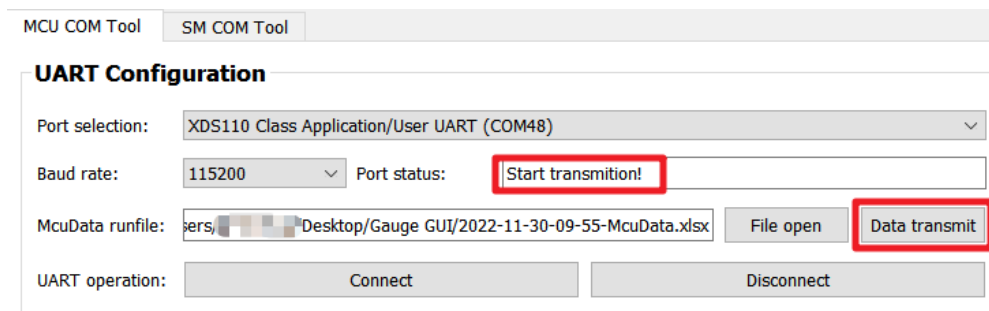 MCU COM Tool SM COM Tool
UART Configuration
Port selection: XDS110 Class Application/User UART (COM48)
Baud rate: 115200 Port status: Start transmition!
McuData runfile: sers/ Desktop/Gauge GUI/2022-11-30-09-55-McuData.xlsx File open Data transmit
UART operation: Connect Disconnect